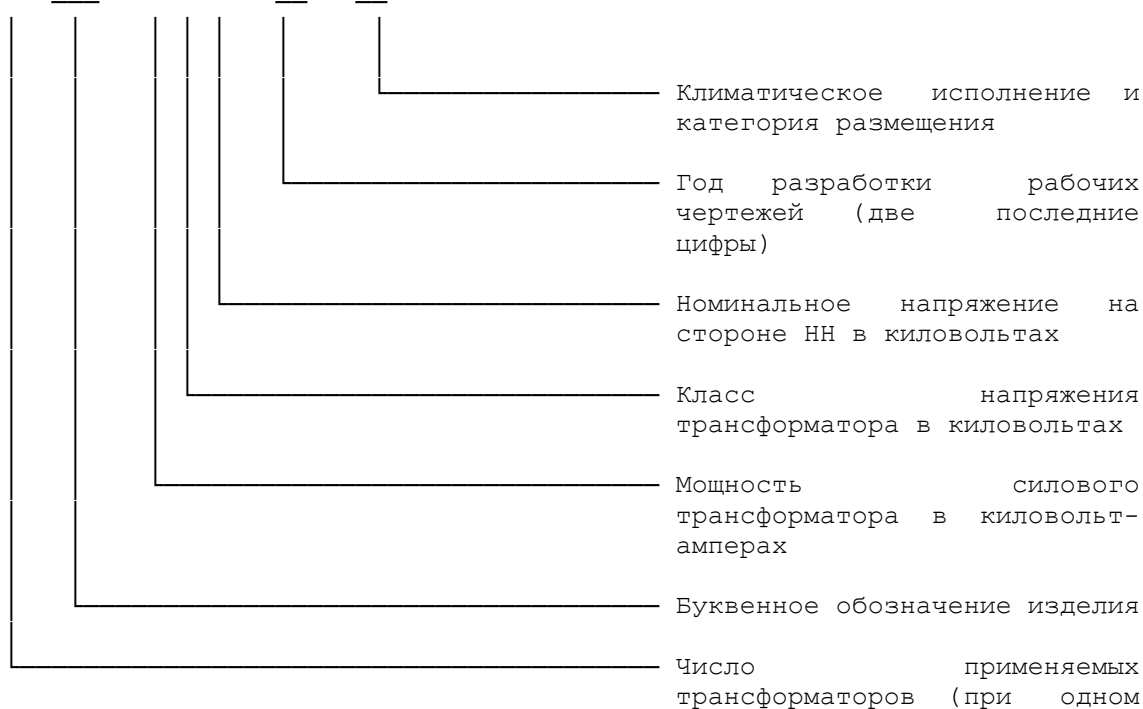 Климатическое исполнение и
категория размещения
Год разработки рабочих
чертежей (две последние
цифры)
Номинальное напряжение на
стороне НН в киловольтах
Класс напряжения
трансформатора в киловольтах
Мощность силового
трансформатора в киловольт-
амперах
Буквенное обозначение изделия
Число применяемых
трансформаторов (при одном